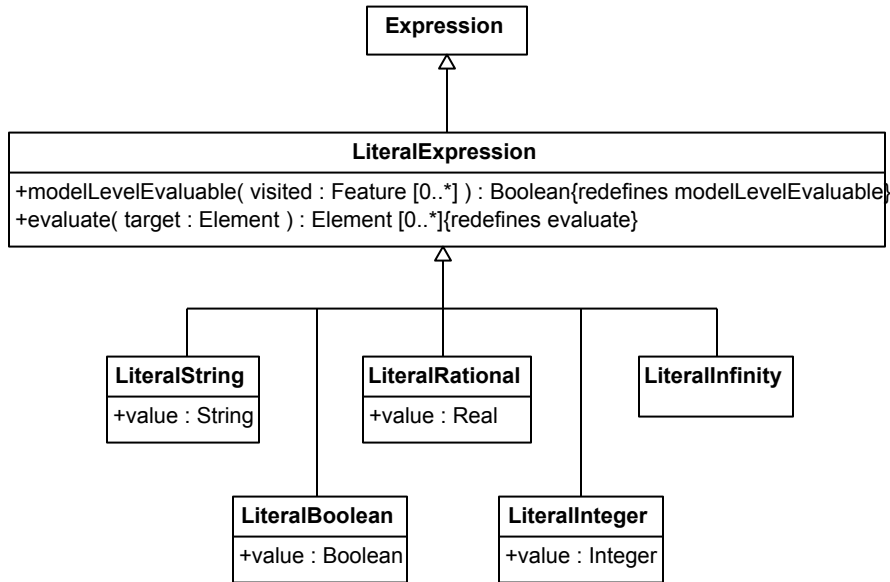 Expression
LiteralExpression
+modelLevelEvaluable( visited : Feature [0..*] ) : Boolean{redefines modelLevelEvaluable}
+evaluate( target : Element ) : Element [0..*]{redefines evaluate}
LiteralString
+value : String
LiteralRational
+value : Real
LiteralInfinity
LiteralBoolean
+value : Boolean
LiteralInteger
+value : Integer